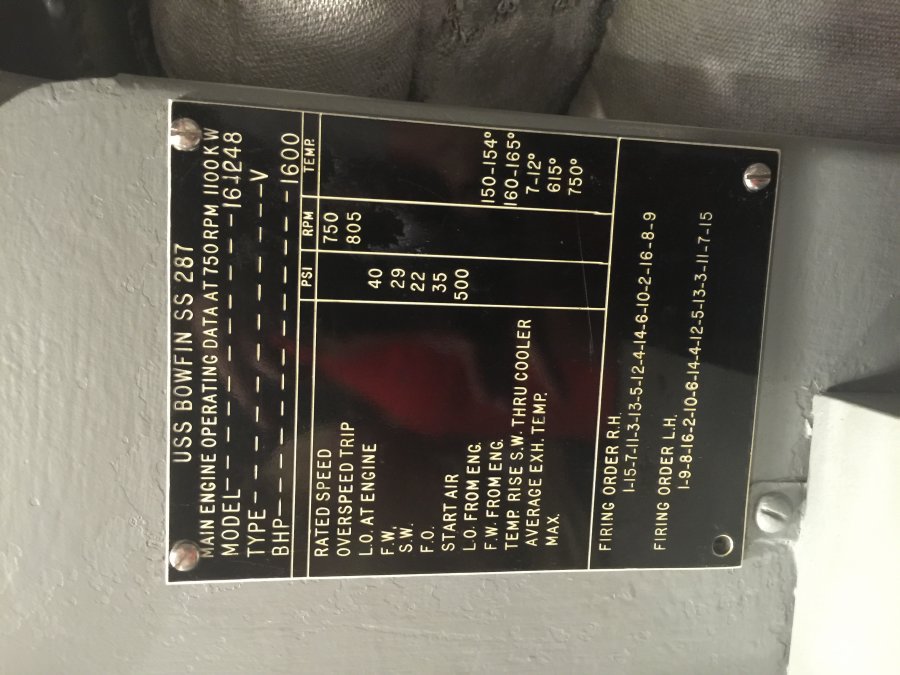 USS BOWFIN SS 287
MAIN ENGINE OPERATING DATA AT 750 RPM 1100 KW
MODEL-----------161248
TYPE-----------V
BHP-----------1600
PSI RPM TEMP.
RATED SPEED 750
OVERSPEED TRIP 805
L.O. AT ENGINE 40
F.W. 29
S.W. 22
F.O. 35
START AIR 500
L.O. FROM ENG. 150-154°
F.W. FROM ENG. 160-165°
TEMP. RISE S.W. THRU COOLER 7-12°
AVERAGE EXH. TEMP. 615°
MAX. 750°
FIRING ORDER R.H.
1-15-7-11-3-13-5-12-4-14-6-10-2-16-8-9
FIRING ORDER L.H.
1-9-8-16-2-10-6-14-4-12-5-13-3-11-7-15